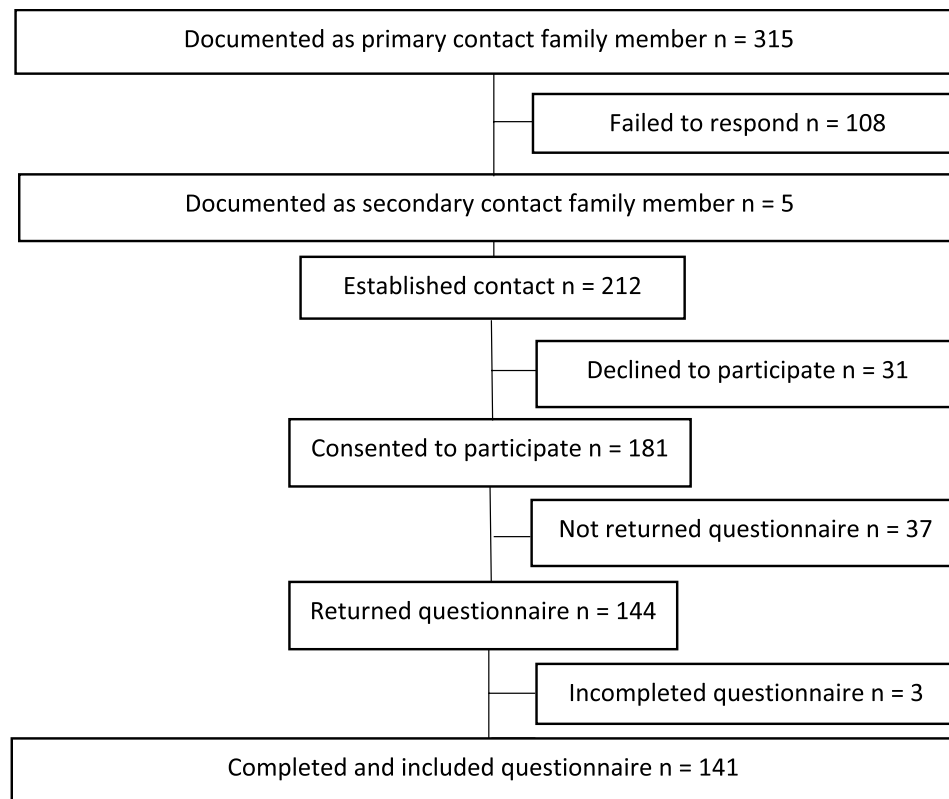 Documented as primary contact family member n = 315
Failed to respond n = 108
Documented as secondary contact family member n = 5
Established contact n = 212
Declined to participate n = 31
Consented to participate n = 181
Not returned questionnaire n = 37
Returned questionnaire n = 144
Incompleted questionnaire n = 3
Completed and included questionnaire n = 141